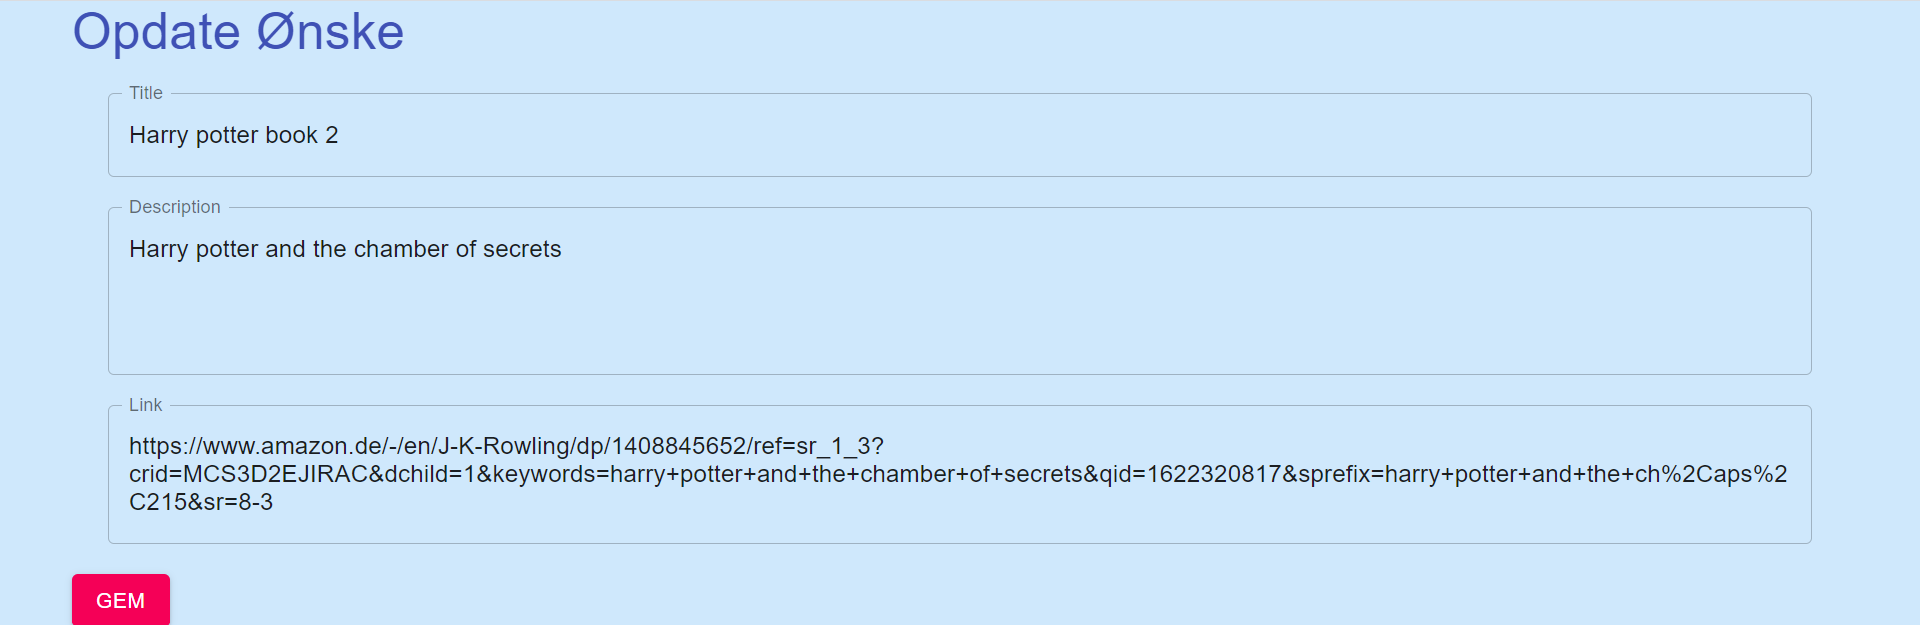 Opdate Ønske
Title
Harry potter book 2
Description
Harry potter and the chamber of secrets
Link
https://www.amazon.de/-/en/J-K-Rowling/dp/1408845652/ref=sr_1_3?
crid=MCS3D2EJIRAC&dchild=1&keywords=harry+potter+and+the+chamber+of+secrets&qid=1622320817&sprefix=harry+potter+and+the+ch%2Caps%2
C215&sr=8-3
GEM